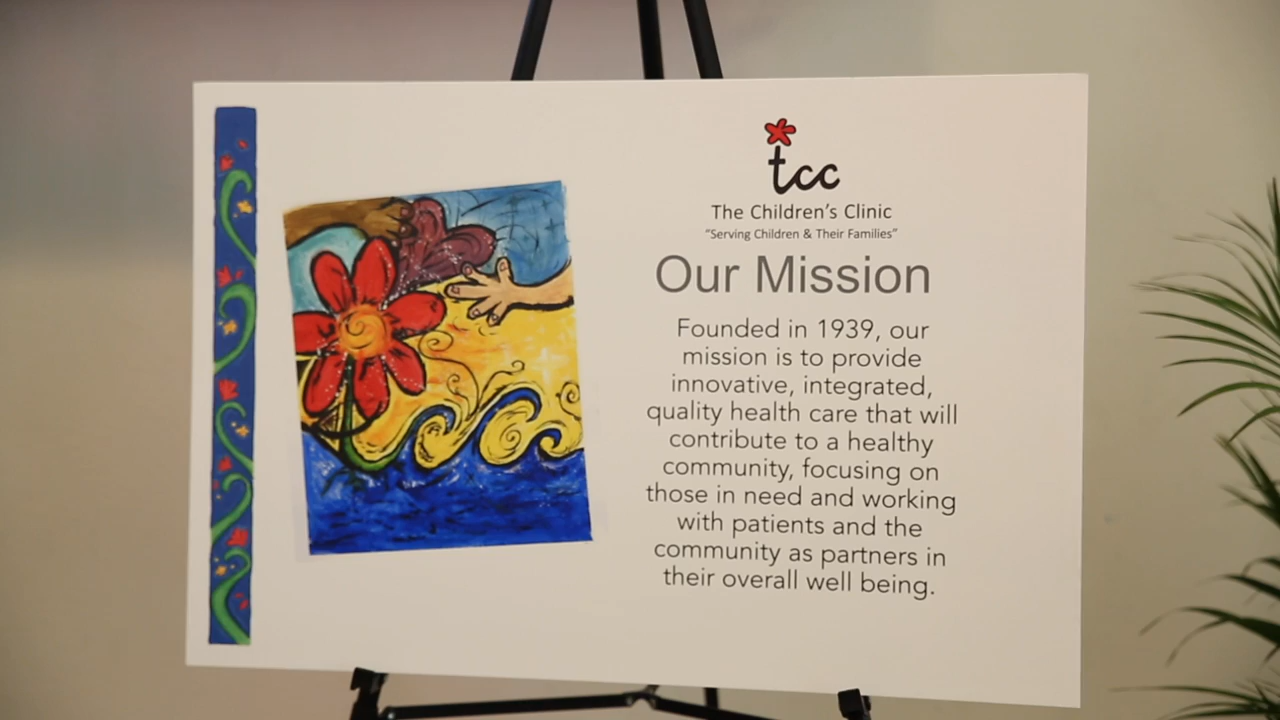 tcc
The Children's Clinic
"Serving Children & Their Families"
Our Mission
Founded in 1939, our
mission is to provide
innovative, integrated,
quality health care that will
contribute to a healthy
community, focusing on
those in need and working
with patients and the
community as partners in
their overall well being.